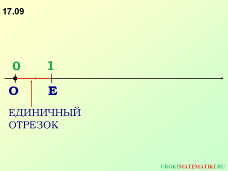 17.09
0 1
O E
ЕДИНИЧНЫЙ
ОТРЕЗОК
UROKIMATEMATIKI.RU